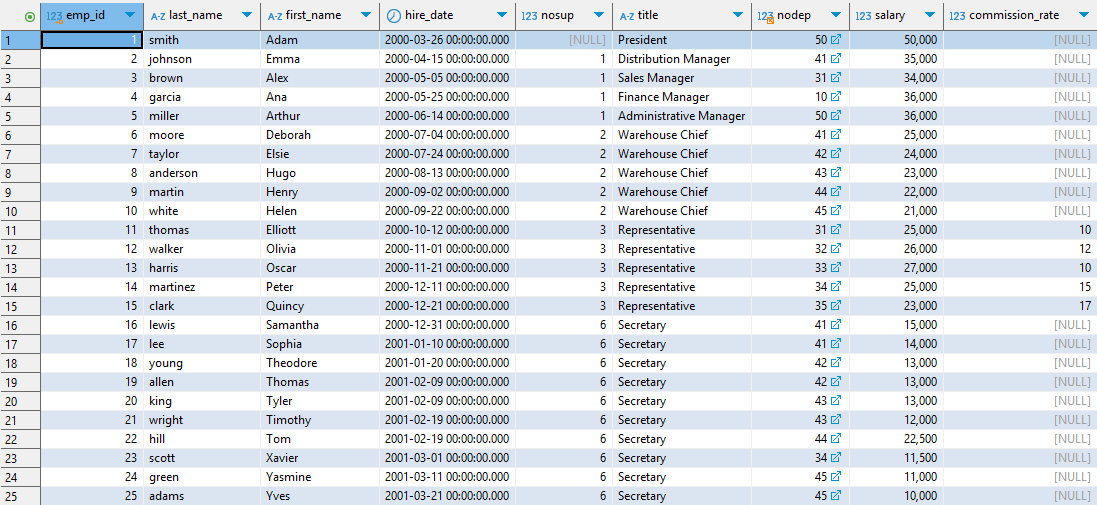 123 emp_id A-Z last_name A-Z first_name hire_date 123 nosup A-Z title 123 nodep 123 salary 123 commission_rate
1 1 smith Adam 2000-03-26 00:00:00.000 [NULL] President 50 50,000 [NULL]
2 2 johnson Emma 2000-04-15 00:00:00.000 1 Distribution Manager 41 35,000 [NULL]
3 3 brown Alex 2000-05-05 00:00:00.000 1 Sales Manager 31 34,000 [NULL]
4 4 garcia Ana 2000-05-25 00:00:00.000 1 Finance Manager 10 36,000 [NULL]
5 5 miller Arthur 2000-06-14 00:00:00.000 1 Administrative Manager 50 36,000 [NULL]
6 6 moore Deborah 2000-07-04 00:00:00.000 2 Warehouse Chief 41 25,000 [NULL]
7 7 taylor Elsie 2000-07-24 00:00:00.000 2 Warehouse Chief 42 24,000 [NULL]
8 8 anderson Hugo 2000-08-13 00:00:00.000 2 Warehouse Chief 43 23,000 [NULL]
9 9 martin Henry 2000-09-02 00:00:00.000 2 Warehouse Chief 44 22,000 [NULL]
10 10 white Helen 2000-09-22 00:00:00.000 2 Warehouse Chief 45 21,000 [NULL]
11 11 thomas Elliott 2000-10-12 00:00:00.000 3 Representative 31 25,000 10
12 12 walker Olivia 2000-11-01 00:00:00.000 3 Representative 32 26,000 12
13 13 harris Oscar 2000-11-21 00:00:00.000 3 Representative 33 27,000 10
14 14 martinez Peter 2000-12-11 00:00:00.000 3 Representative 34 25,000 15
15 15 clark Quincy 2000-12-21 00:00:00.000 3 Representative 35 23,000 17
16 16 lewis Samantha 2000-12-31 00:00:00.000 6 Secretary 41 15,000 [NULL]
17 17 lee Sophia 2001-01-10 00:00:00.000 6 Secretary 41 14,000 [NULL]
18 18 young Theodore 2001-01-20 00:00:00.000 6 Secretary 42 13,000 [NULL]
19 19 allen Thomas 2001-02-09 00:00:00.000 6 Secretary 42 13,000 [NULL]
20 20 king Tyler 2001-02-09 00:00:00.000 6 Secretary 43 13,000 [NULL]
21 21 wright Timothy 2001-02-19 00:00:00.000 6 Secretary 43 12,000 [NULL]
22 22 hill Tom 2001-02-19 00:00:00.000 6 Secretary 44 22,500 [NULL]
23 23 scott Xavier 2001-03-01 00:00:00.000 6 Secretary 34 11,500 [NULL]
24 24 green Yasmine 2001-03-11 00:00:00.000 6 Secretary 45 11,000 [NULL]
25 25 adams Yves 2001-03-21 00:00:00.000 6 Secretary 45 10,000 [NULL]